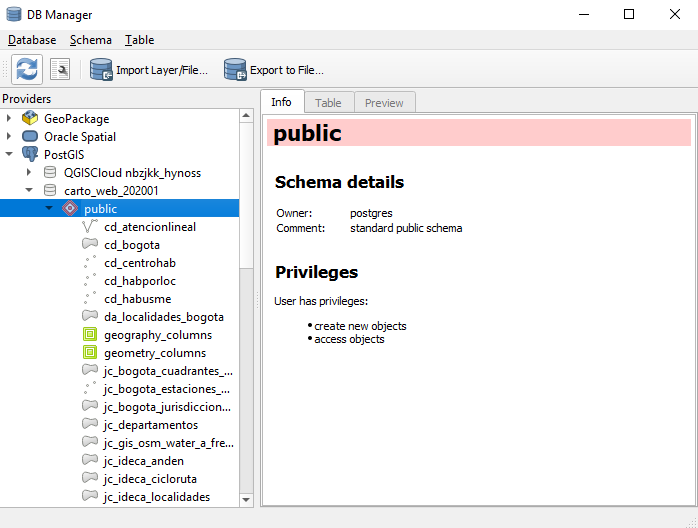 DB Manager
Database Schema Table
Import Layer/File... Export to File...
Providers
GeoPackage
Oracle Spatial
PostGIS
QGISCloud nbzjkk_hynoss
carto_web_202001
public
cd_atencionlineal
cd_bogota
cd_centrohab
cd_habporloc
cd_habusme
da_localidades_bogota
geography_columns
geometry_columns
jc_bogota_cuadrantes_...
jc_bogota_estaciones_...
jc_bogota_jurisdiccion...
jc_departamentos
jc_gis_osm_water_a_fre...
jc_ideca_anden
jc_ideca_cicloruta
jc_ideca_localidades
Info Table Preview
public
Schema details
Owner: postgres
Comment: standard public schema
Privileges
User has privileges:
• create new objects
• access objects